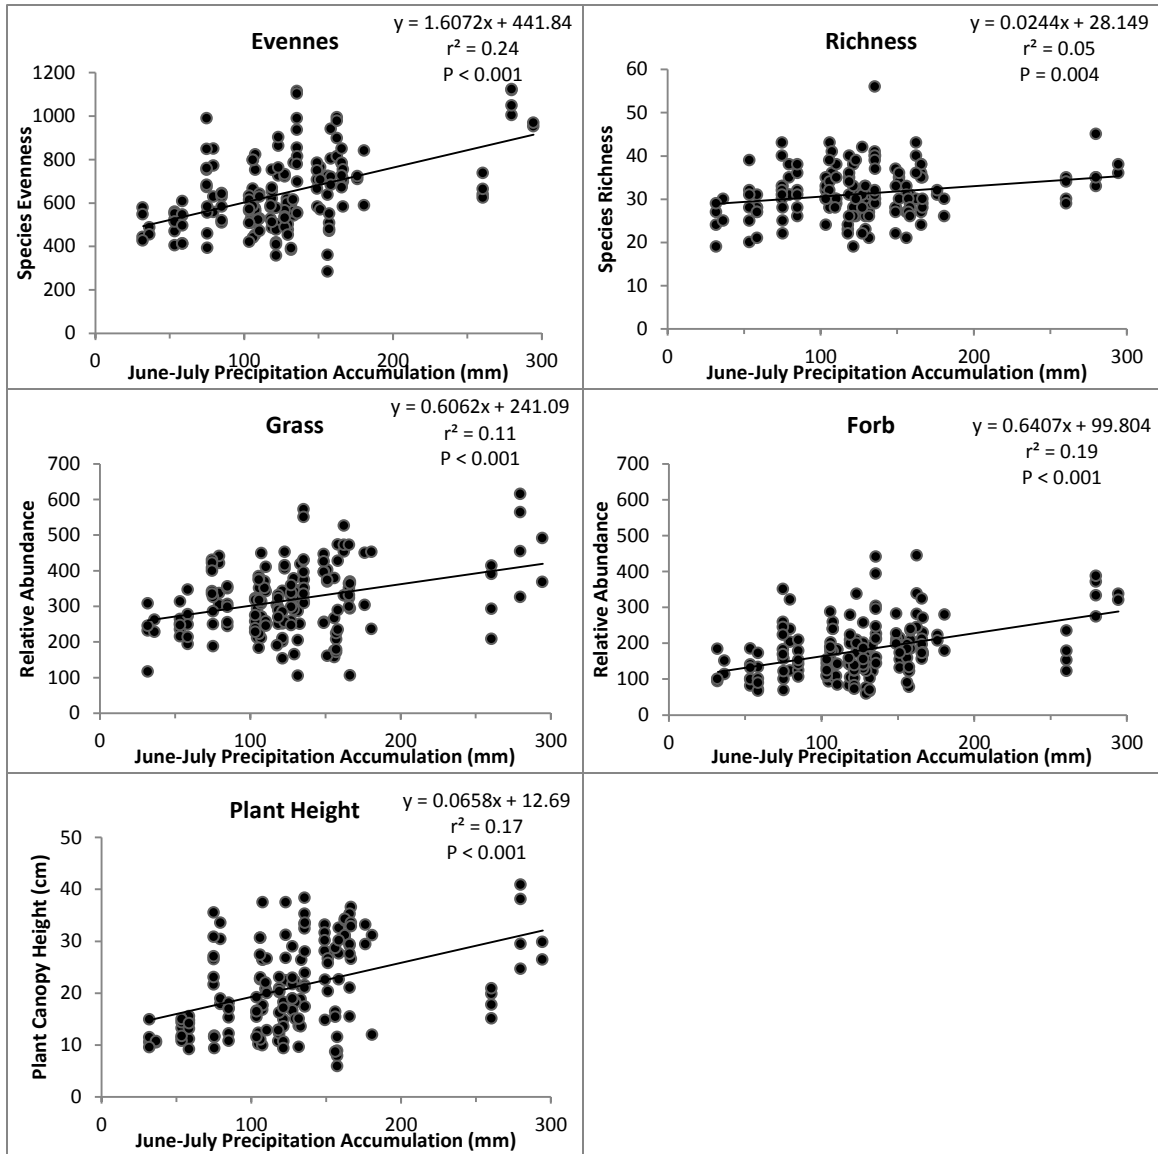 Evennes
y = 1.6072x + 441.84
r² = 0.24
P < 0.001
Species Evenness
1200
1000
800
600
400
200
0
0
100
200
300
June-July Precipitation Accumulation (mm)
Richness
y = 0.0244x + 28.149
r² = 0.05
P = 0.004
Species Richness
60
50
40
30
20
10
0
0
100
200
300
June-July Precipitation Accumulation (mm)
Grass
y = 0.6062x + 241.09
r² = 0.11
P < 0.001
Relative Abundance
700
600
500
400
300
200
100
0
0
100
200
300
June-July Precipitation Accumulation (mm)
Forb
y = 0.6407x + 99.804
r² = 0.19
P < 0.001
Relative Abundance
700
600
500
400
300
200
100
0
0
100
200
300
June-July Precipitation Accumulation (mm)
Plant Height
y = 0.0658x + 12.69
r² = 0.17
P < 0.001
Plant Canopy Height (cm)
50
40
30
20
10
0
0
100
200
300
June-July Precipitation Accumulation (mm)